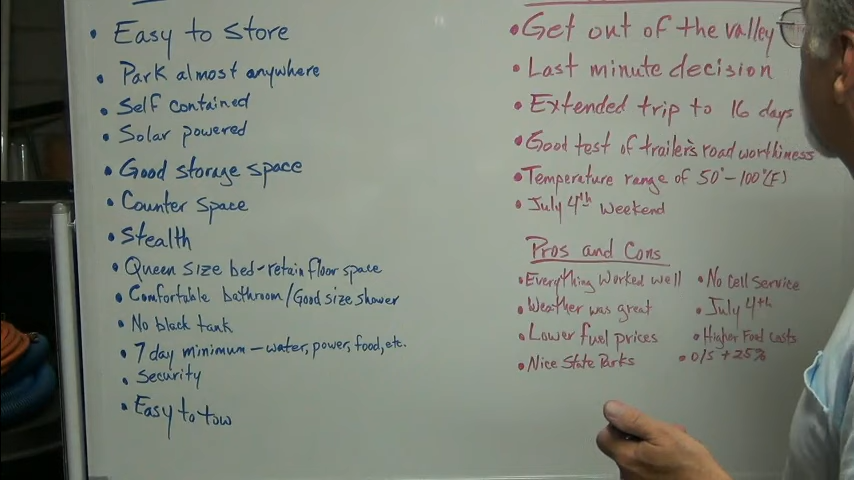 • Easy to store
• Park almost anywhere
• Self contained
• Solar powered
• Good storage space
• Counter Space
• Stealth
• Queen size bed-retain floor space
• Comfortable bathroom/Good size shower
• No black tank
• 7 day minimum – water, power, food, etc.
• Security
• Easy to tow
• Get out of the valley
• Last minute decision
• Extended trip to 16 days
• Good test of trailer's road worthiness
• Temperature range of 50°-100°(F)
• July 4th Weekend
Pros and Cons
• Everything Worked well
• Weather was great
• Lower fuel prices
• Nice State Parks
• No Cell Service
• July 4th
• Higher Food Costs
• O/S +25%